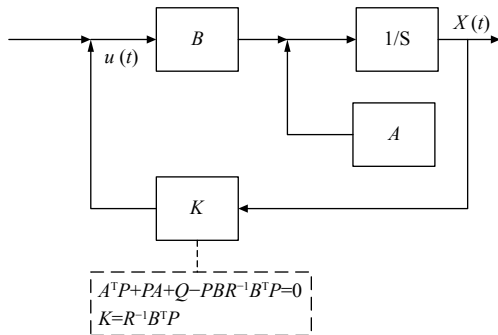 X (t)
B
1/S
u (t)
A
K
AᵀP+PA+Q−PBR⁻¹BᵀP=0
K=R⁻¹BᵀP